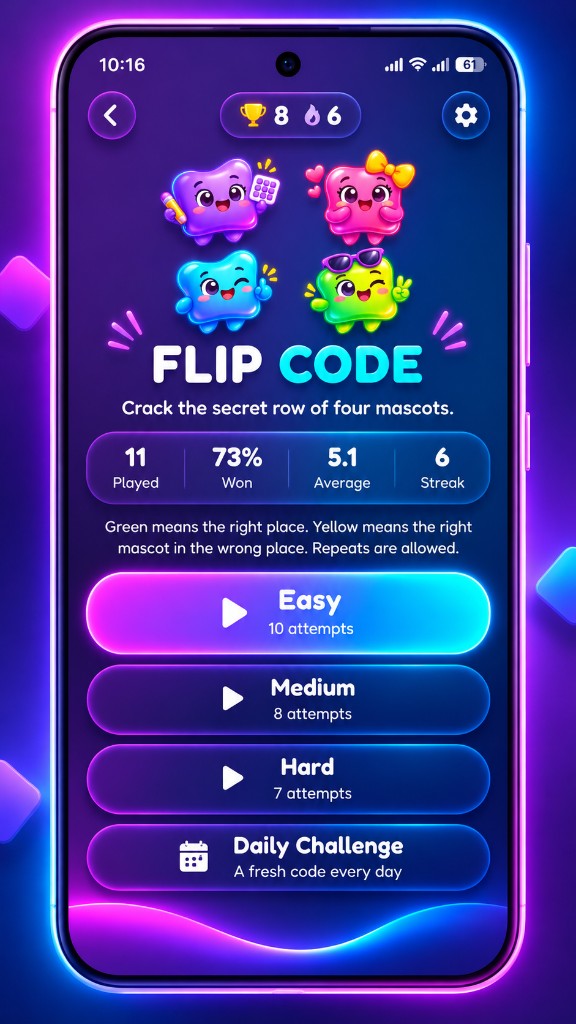 10:16
61
8 6
FLIP CODE
Crack the secret row of four mascots.
11 73% 5.1 6
Played Won Average Streak
Green means the right place. Yellow means the right
mascot in the wrong place. Repeats are allowed.
Easy
10 attempts
Medium
8 attempts
Hard
7 attempts
Daily Challenge
A fresh code every day